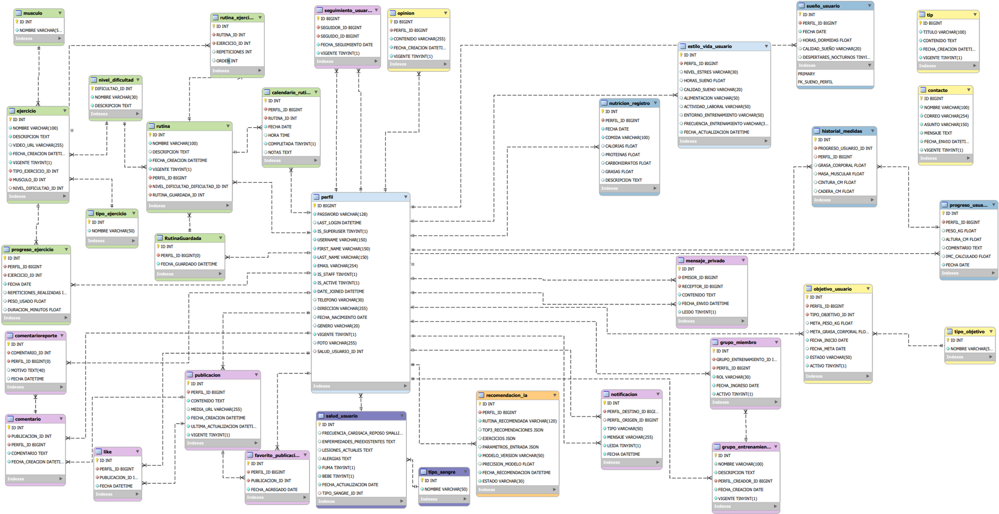 musculo
ID INT
NOMBRE VARCHAR(5...
Indexes
rutina_ejerci...
ID INT
RUTINA_ID INT
EJERCICIO_ID INT
REPETICIONES INT
ORDEN INT
Indexes
seguimiento_usuar...
ID BIGINT
SEGUIDOR_ID BIGINT
SEGUIDO_ID BIGINT
FECHA_SEGUIMIENTO DATE
VIGENTE TINYINT(1)
Indexes
opinion
ID BIGINT
PERFIL_ID BIGINT
CONTENIDO VARCHAR(255)
FECHA_CREACION DATETI...
VIGENTE TINYINT(1)
Indexes
estilo_vida_usuario
ID INT
PERFIL_ID BIGINT
NIVEL_ESTRES VARCHAR(30)
HORAS_SUENO FLOAT
CALIDAD_SUENO VARCHAR(20)
ALIMENTACION VARCHAR(50)
ACTIVIDAD_LABORAL VARCHAR(50)
ENTORNO_ENTRENAMIENTO VARCHAR(50)
FRECUENCIA_ENTRENAMIENTO VARCHAR(3...
FECHA_ACTUALIZACION DATETIME
Indexes
sueño_usuario
ID INT
PERFIL_ID BIGINT
FECHA DATE
HORAS_DORMIDAS FLOAT
CALIDAD_SUEÑO VARCHAR(20)
DESPERTARES_NOCTURNOS TINYI...
Indexes
PRIMARY
FK_SUENO_PERFIL
tip
ID BIGINT
TITULO VARCHAR(100)
CONTENIDO TEXT
FECHA_CREACION DATETI...
VIGENTE TINYINT(1)
Indexes
nivel_dificultad
DIFICULTAD_ID INT
NOMBRE VARCHAR(30)
DESCRIPCION TEXT
Indexes
calendario_ruti...
ID INT
PERFIL_ID BIGINT
RUTINA_ID INT
FECHA DATE
HORA TIME
COMPLETADA TINYINT(1)
NOTAS TEXT
Indexes
contacto
ID BIGINT
NOMBRE VARCHAR(100)
CORREO VARCHAR(254)
ASUNTO VARCHAR(150)
MENSAJE TEXT
FECHA_ENVIO DATETI...
VIGENTE TINYINT(1)
Indexes
nutricion_registro
ID INT
PERFIL_ID BIGINT
FECHA DATE
COMIDA VARCHAR(100)
CALORIAS FLOAT
PROTEINAS FLOAT
CARBOHIDRATOS FLOAT
GRASAS FLOAT
DESCRIPCION TEXT
Indexes
ejercicio
ID INT
NOMBRE VARCHAR(100)
DESCRIPCION TEXT
VIDEO_URL VARCHAR(255)
FECHA_CREACION DATETI...
VIGENTE TINYINT(1)
TIPO_EJERCICIO_ID INT
MUSCULO_ID INT
NIVEL_DIFICULTAD_ID INT
Indexes
rutina
ID INT
NOMBRE VARCHAR(100)
DESCRIPCION TEXT
FECHA_CREACION DATETIME
VIGENTE TINYINT(1)
PERFIL_ID BIGINT
NIVEL_DIFICULTAD_DIFICULTAD_ID INT
RUTINA_GUARDADA_ID INT
Indexes
historial_medidas
ID INT
PROGRESO_USUARIO_ID INT
PERFIL_ID BIGINT
GRASA_CORPORAL FLOAT
MASA_MUSCULAR FLOAT
CINTURA_CM FLOAT
CADERA_CM FLOAT
Indexes
perfil
ID BIGINT
PASSWORD VARCHAR(128)
LAST_LOGIN DATETIME
IS_SUPERUSER TINYINT(1)
USERNAME VARCHAR(150)
FIRST_NAME VARCHAR(150)
LAST_NAME VARCHAR(150)
EMAIL VARCHAR(254)
IS_STAFF TINYINT(1)
IS_ACTIVE TINYINT(1)
DATE_JOINED DATETIME
TELEFONO VARCHAR(30)
DIRECCION VARCHAR(255)
FECHA_NACIMIENTO DATE
GENERO VARCHAR(20)
VIGENTE TINYINT(1)
FOTO VARCHAR(255)
SALUD_USUARIO_ID INT
Indexes
progreso_usua...
ID INT
PERFIL_ID BIGINT
PESO_KG FLOAT
ALTURA_CM FLOAT
COMENTARIO TEXT
IMC_CALCULADO FLOAT
FECHA DATE
Indexes
tipo_ejercicio
ID INT
NOMBRE VARCHAR(50)
Indexes
RutinaGuardada
ID INT
PERFIL_ID BIGINT(0)
FECHA_GUARDADO DATETIME
Indexes
progreso_ejercicio
ID INT
PERFIL_ID BIGINT
EJERCICIO_ID INT
FECHA DATE
REPETICIONES_REALIZADAS I...
PESO_USADO FLOAT
DURACION_MINUTOS FLOAT
Indexes
mensaje_privado
ID INT
EMISOR_ID BIGINT
RECEPTOR_ID BIGINT
CONTENIDO TEXT
FECHA_ENVIO DATETIME
LEIDO TINYINT(1)
Indexes
objetivo_usuario
ID INT
PERFIL_ID BIGINT
TIPO_OBJETIVO_ID INT
META_PESO_KG FLOAT
META_GRASA_CORPORAL FLO...
FECHA_INICIO DATE
FECHA_META DATE
ESTADO VARCHAR(50)
ACTIVO TINYINT(1)
Indexes
tipo_objetivo
ID INT
NOMBRE VARCHAR(5...
Indexes
comentarioreporte
ID INT
COMENTARIO_ID INT
PERFIL_ID BIGINT(0)
MOTIVO TEXT(40)
FECHA DATETIME
Indexes
grupo_miembro
ID INT
GRUPO_ENTRENAMIENTO_ID I...
PERFIL_ID BIGINT
ROL VARCHAR(30)
FECHA_INGRESO DATE
ACTIVO TINYINT(1)
Indexes
publicacion
ID INT
PERFIL_ID BIGINT
CONTENIDO TEXT
MEDIA_URL VARCHAR(255)
FECHA_CREACION DATETIME
ULTIMA_ACTUALIZACION DATETI...
VIGENTE TINYINT(1)
Indexes
recomendacion_ia
ID INT
PERFIL_ID BIGINT
RUTINA_RECOMENDADA VARCHAR(120)
TOP3_RECOMENDACIONES JSON
EJERCICIOS JSON
PARAMETROS_ENTRADA JSON
MODELO_VERSION VARCHAR(50)
PRECISION_MODELO FLOAT
FECHA_RECOMENDACION DATETIME
ESTADO VARCHAR(30)
Indexes
notificacion
ID INT
PERFIL_DESTINO_ID BIGI...
PERFIL_ORIGEN_ID BIGINT
TIPO VARCHAR(50)
MENSAJE VARCHAR(255)
LEIDA TINYINT(1)
FECHA DATETIME
Indexes
comentario
ID INT
PUBLICACION_ID INT
PERFIL_ID BIGINT
COMENTARIO TEXT
FECHA_CREACION DATETI...
Indexes
salud_usuario
ID INT
FRECUENCIA_CARDIACA_REPOSO SMALLI...
ENFERMEDADES_PREEXISTENTES TEXT
LESIONES_ACTUALES TEXT
ALERGIAS TEXT
FUMA TINYINT(1)
BEBE TINYINT(1)
FECHA_ACTUALIZACION DATE
TIPO_SANGRE_ID INT
Indexes
like
ID INT
PERFIL_ID BIGINT
PUBLICACION_ID I...
FECHA DATETIME
Indexes
favorito_publicaci...
ID INT
PERFIL_ID BIGINT
PUBLICACION_ID INT
FECHA_AGREGADO DATE
Indexes
tipo_sangre
ID INT
NOMBRE VARCHAR(50)
Indexes
grupo_entrenamien...
ID INT
NOMBRE VARCHAR(100)
DESCRIPCION TEXT
PERFIL_CREADOR_ID BIGINT
FECHA_CREACION DATE
VIGENTE TINYINT(1)
Indexes